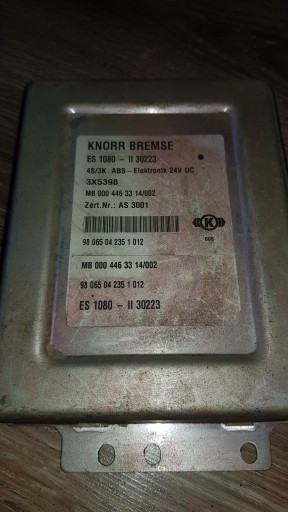 KNORR BREMSE
ES 1080 - II 30223
4S/3K ABS-Elektronik 24V DC
3X5398
MB 000 446 33 14/002
Zert.Nr.: AS 3001
K
98 065 04 235 1 012
MB 000 446 33 14/002
98 065 04 235 1 012
ES 1080 - II 30223